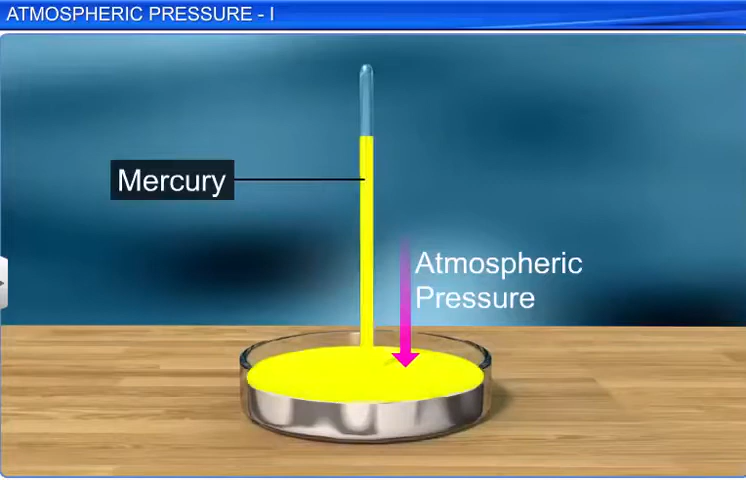 ATMOSPHERIC PRESSURE - I
Mercury
Atmospheric
Pressure